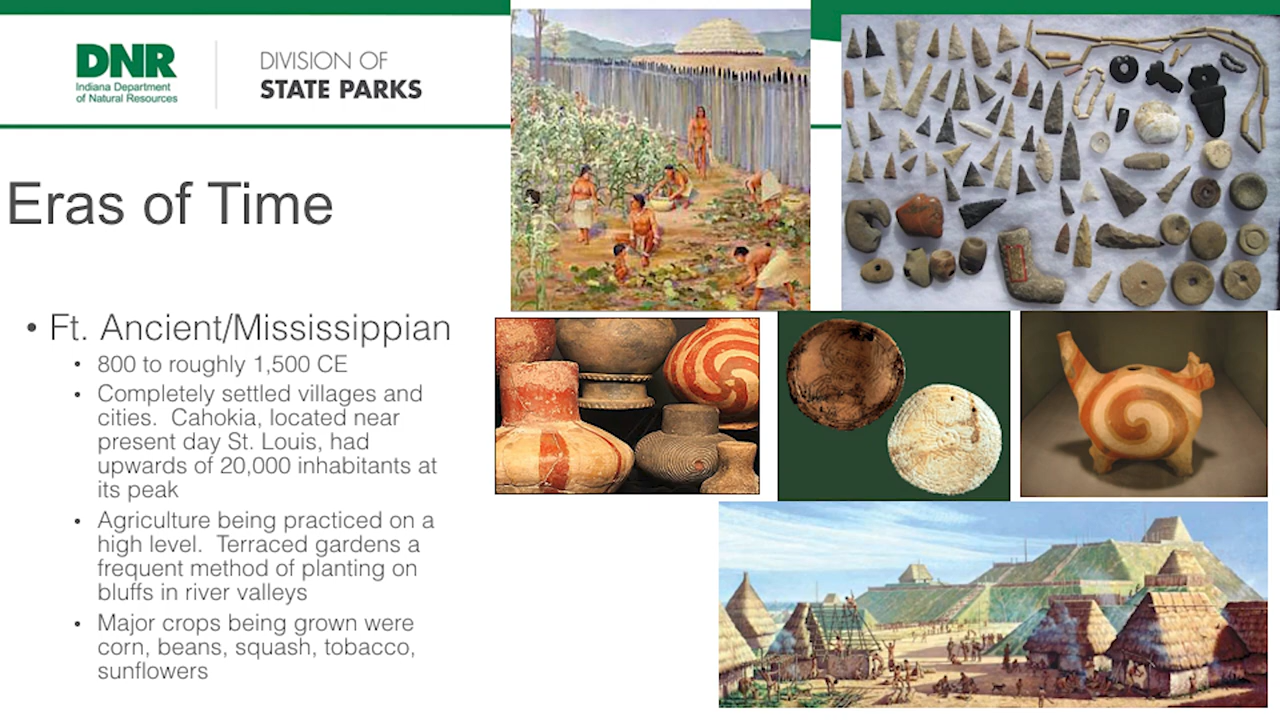 DNR
Indiana Department
of Natural Resources
DIVISION OF
STATE PARKS
Eras of Time
• Ft. Ancient/Mississippian
• 800 to roughly 1,500 CE
• Completely settled villages and
cities.  Cahokia, located near
present day St. Louis, had
upwards of 20,000 inhabitants at
its peak
• Agriculture being practiced on a
high level.  Terraced gardens a
frequent method of planting on
bluffs in river valleys
• Major crops being grown were
corn, beans, squash, tobacco,
sunflowers